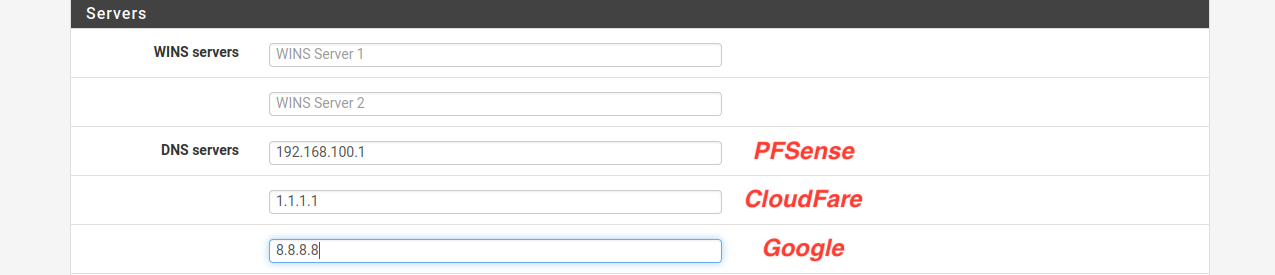 Servers
WINS servers WINS Server 1
WINS Server 2
DNS servers 192.168.100.1 PFSense
1.1.1.1 CloudFare
8.8.8.8 Google